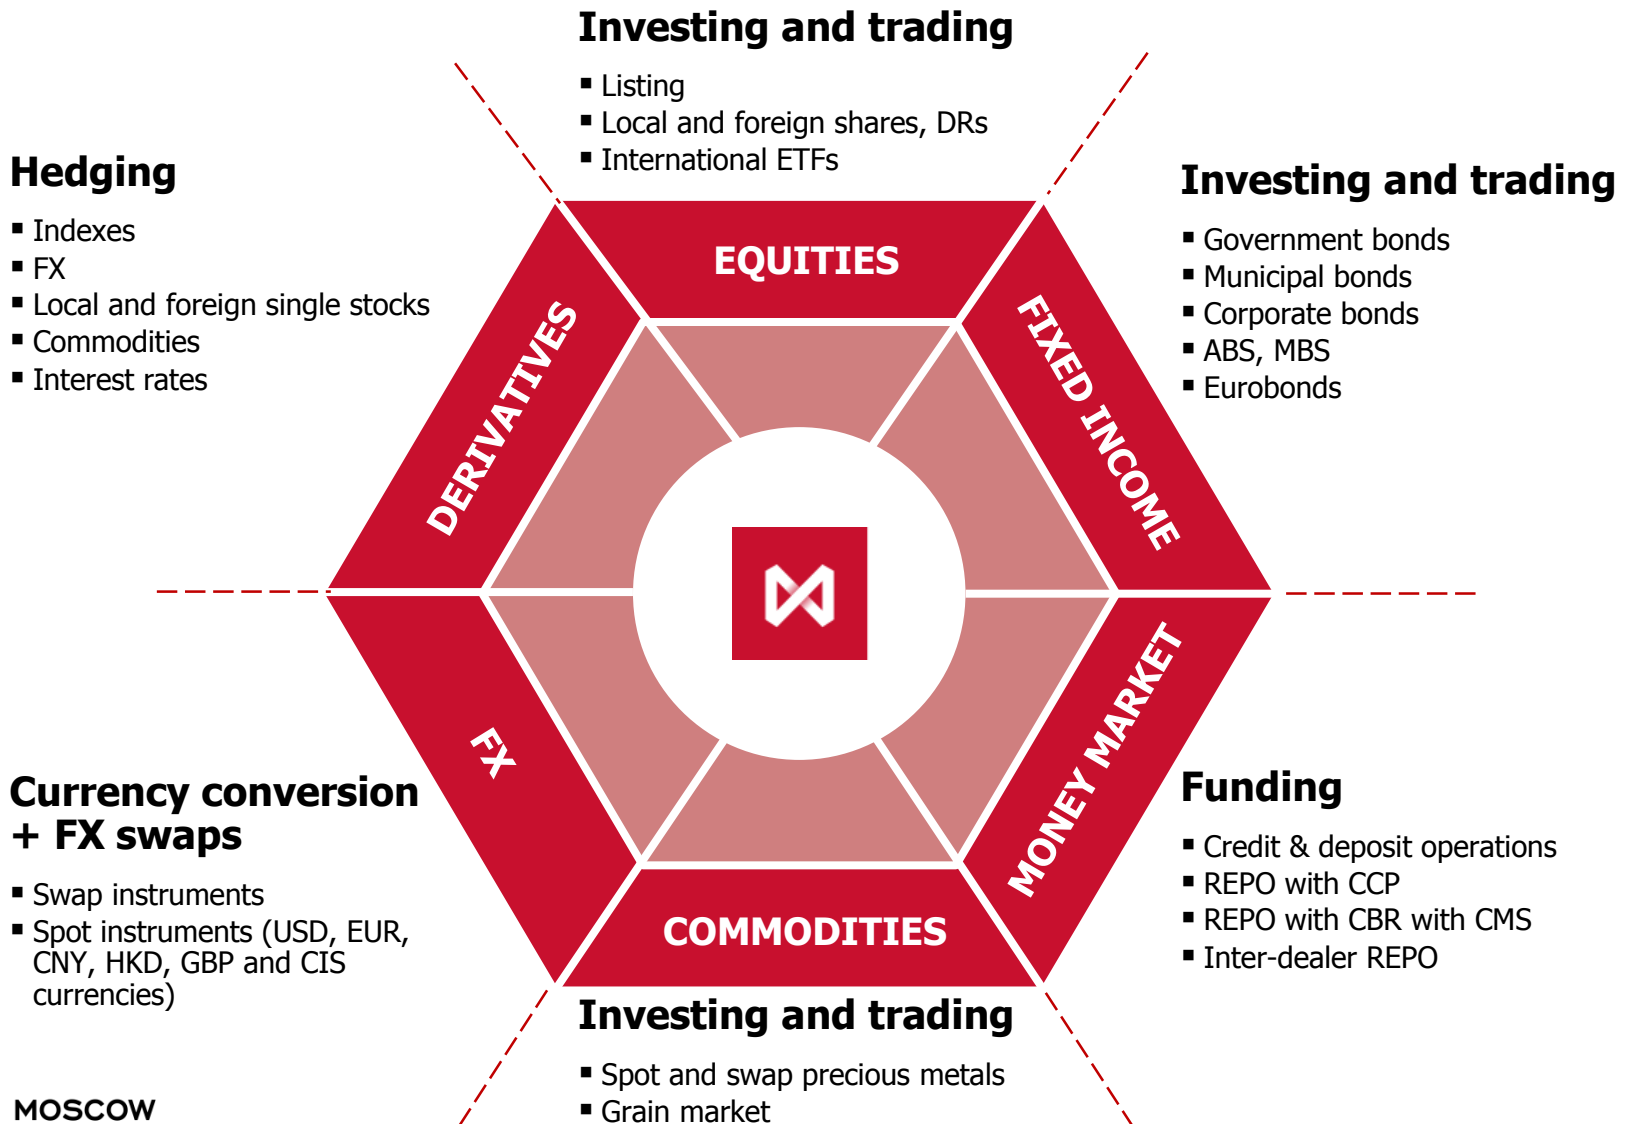 Investing and trading
▪ Listing
▪ Local and foreign shares, DRs
▪ International ETFs
Hedging
▪ Indexes
▪ FX
▪ Local and foreign single stocks
▪ Commodities
▪ Interest rates
Investing and trading
▪ Government bonds
▪ Municipal bonds
▪ Corporate bonds
▪ ABS, MBS
▪ Eurobonds
EQUITIES
DERIVATIVES
FIXED INCOME
FX
MONEY MARKET
COMMODITIES
Currency conversion
+ FX swaps
▪ Swap instruments
▪ Spot instruments (USD, EUR,
CNY, HKD, GBP and CIS
currencies)
Funding
▪ Credit & deposit operations
▪ REPO with CCP
▪ REPO with CBR with CMS
▪ Inter-dealer REPO
Investing and trading
▪ Spot and swap precious metals
▪ Grain market
MOSCOW